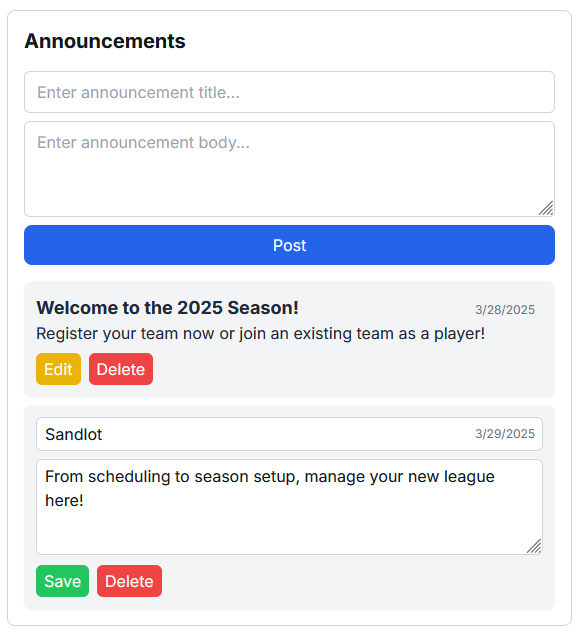 Announcements
Enter announcement title...
Enter announcement body...
Post
Welcome to the 2025 Season!
3/28/2025
Register your team now or join an existing team as a player!
Edit
Delete
Sandlot
3/29/2025
From scheduling to season setup, manage your new league
here!
Save
Delete